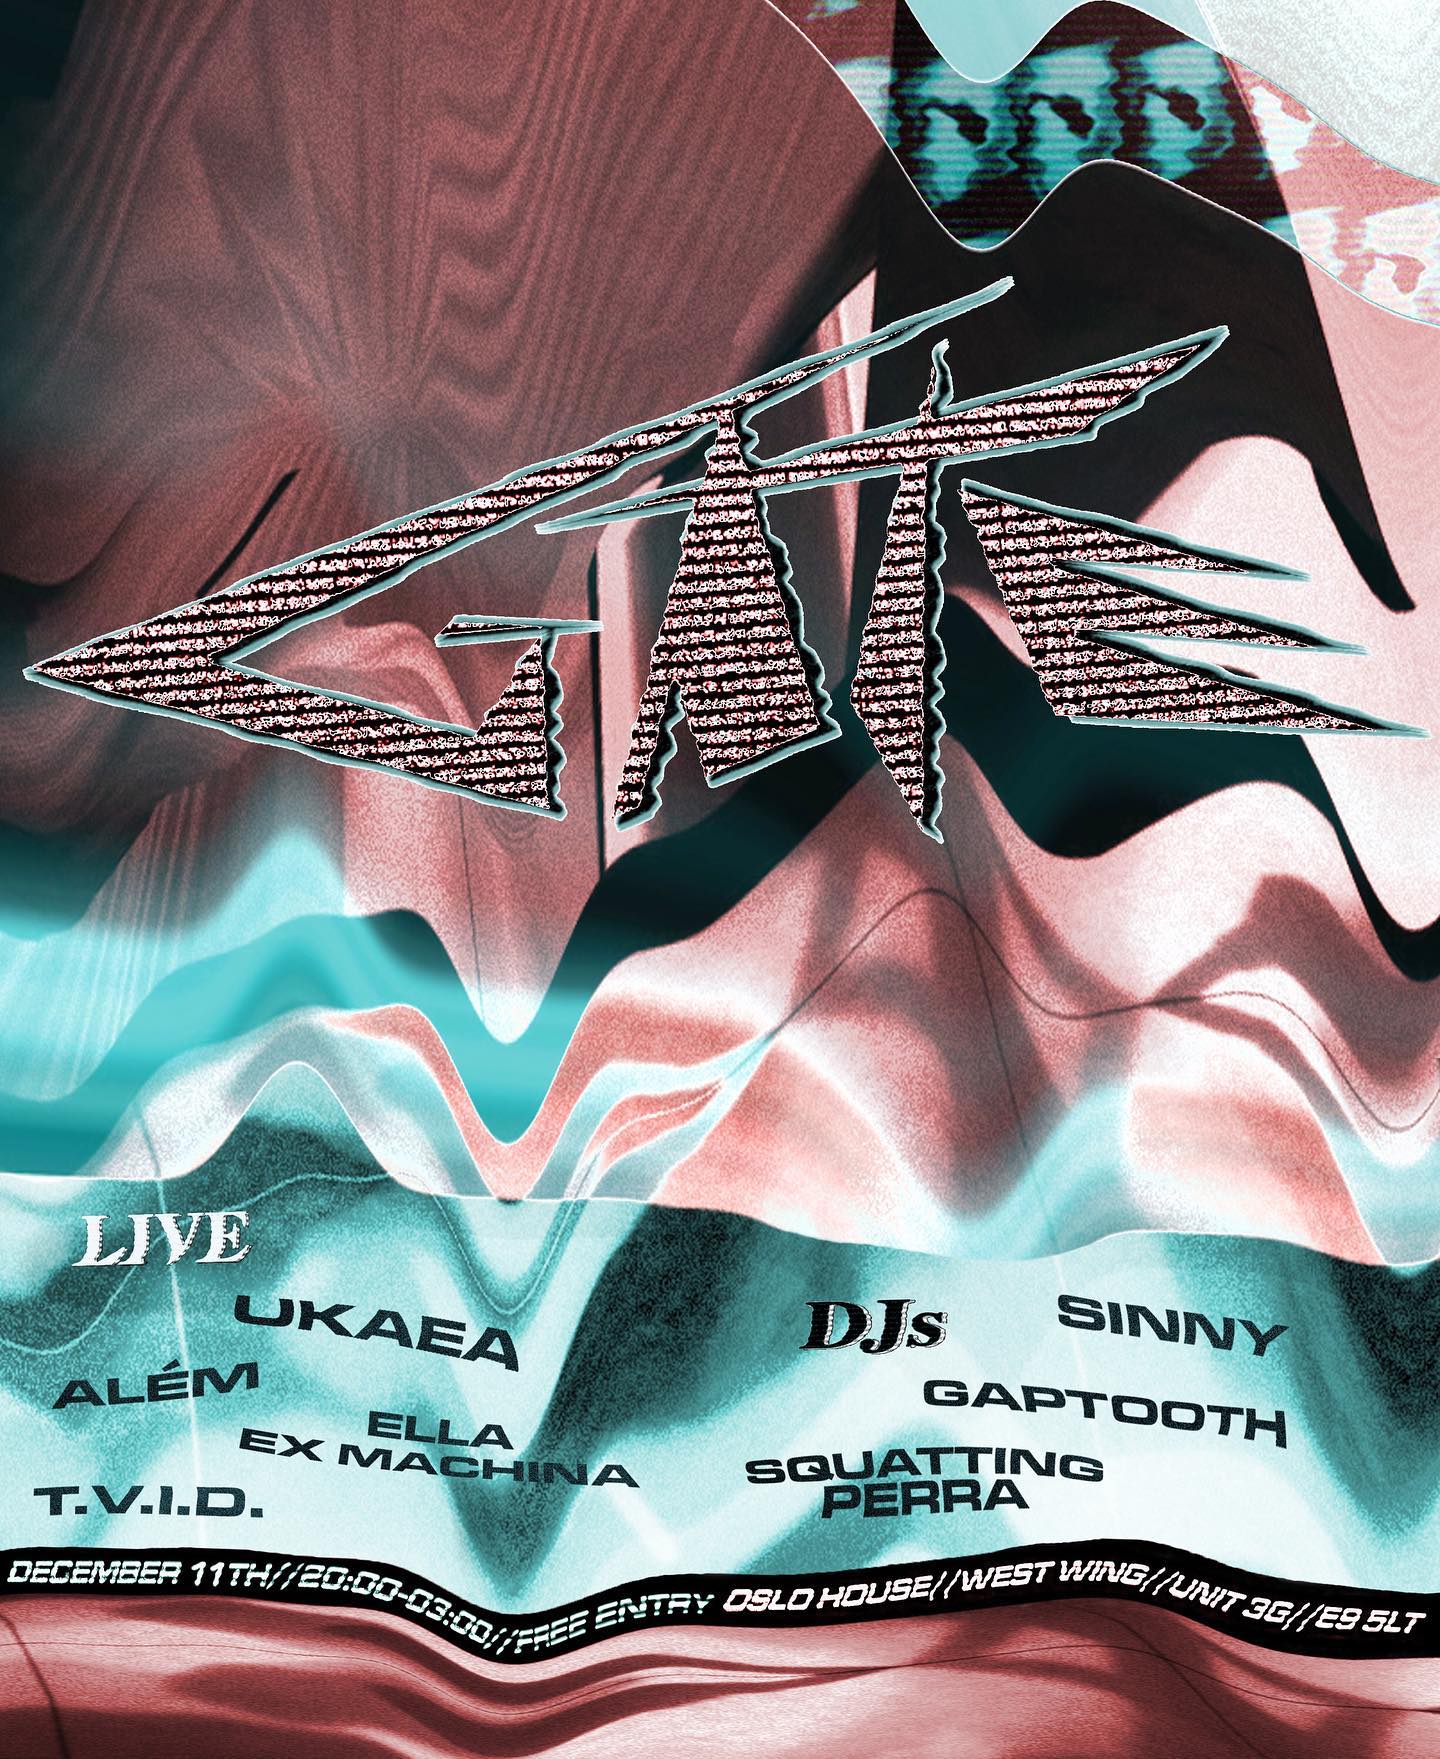 GATE
LIVE
UKAEA
ALÉM
ELLA
EX MACHINA
T.V.I.D.
DJs
SINNY
GAPTOOTH
SQUATTING
PERRA
DECEMBER 11TH//20:00-03:00//FREE ENTRY OSLO HOUSE//WEST WING//UNIT 3G//E9 5LT